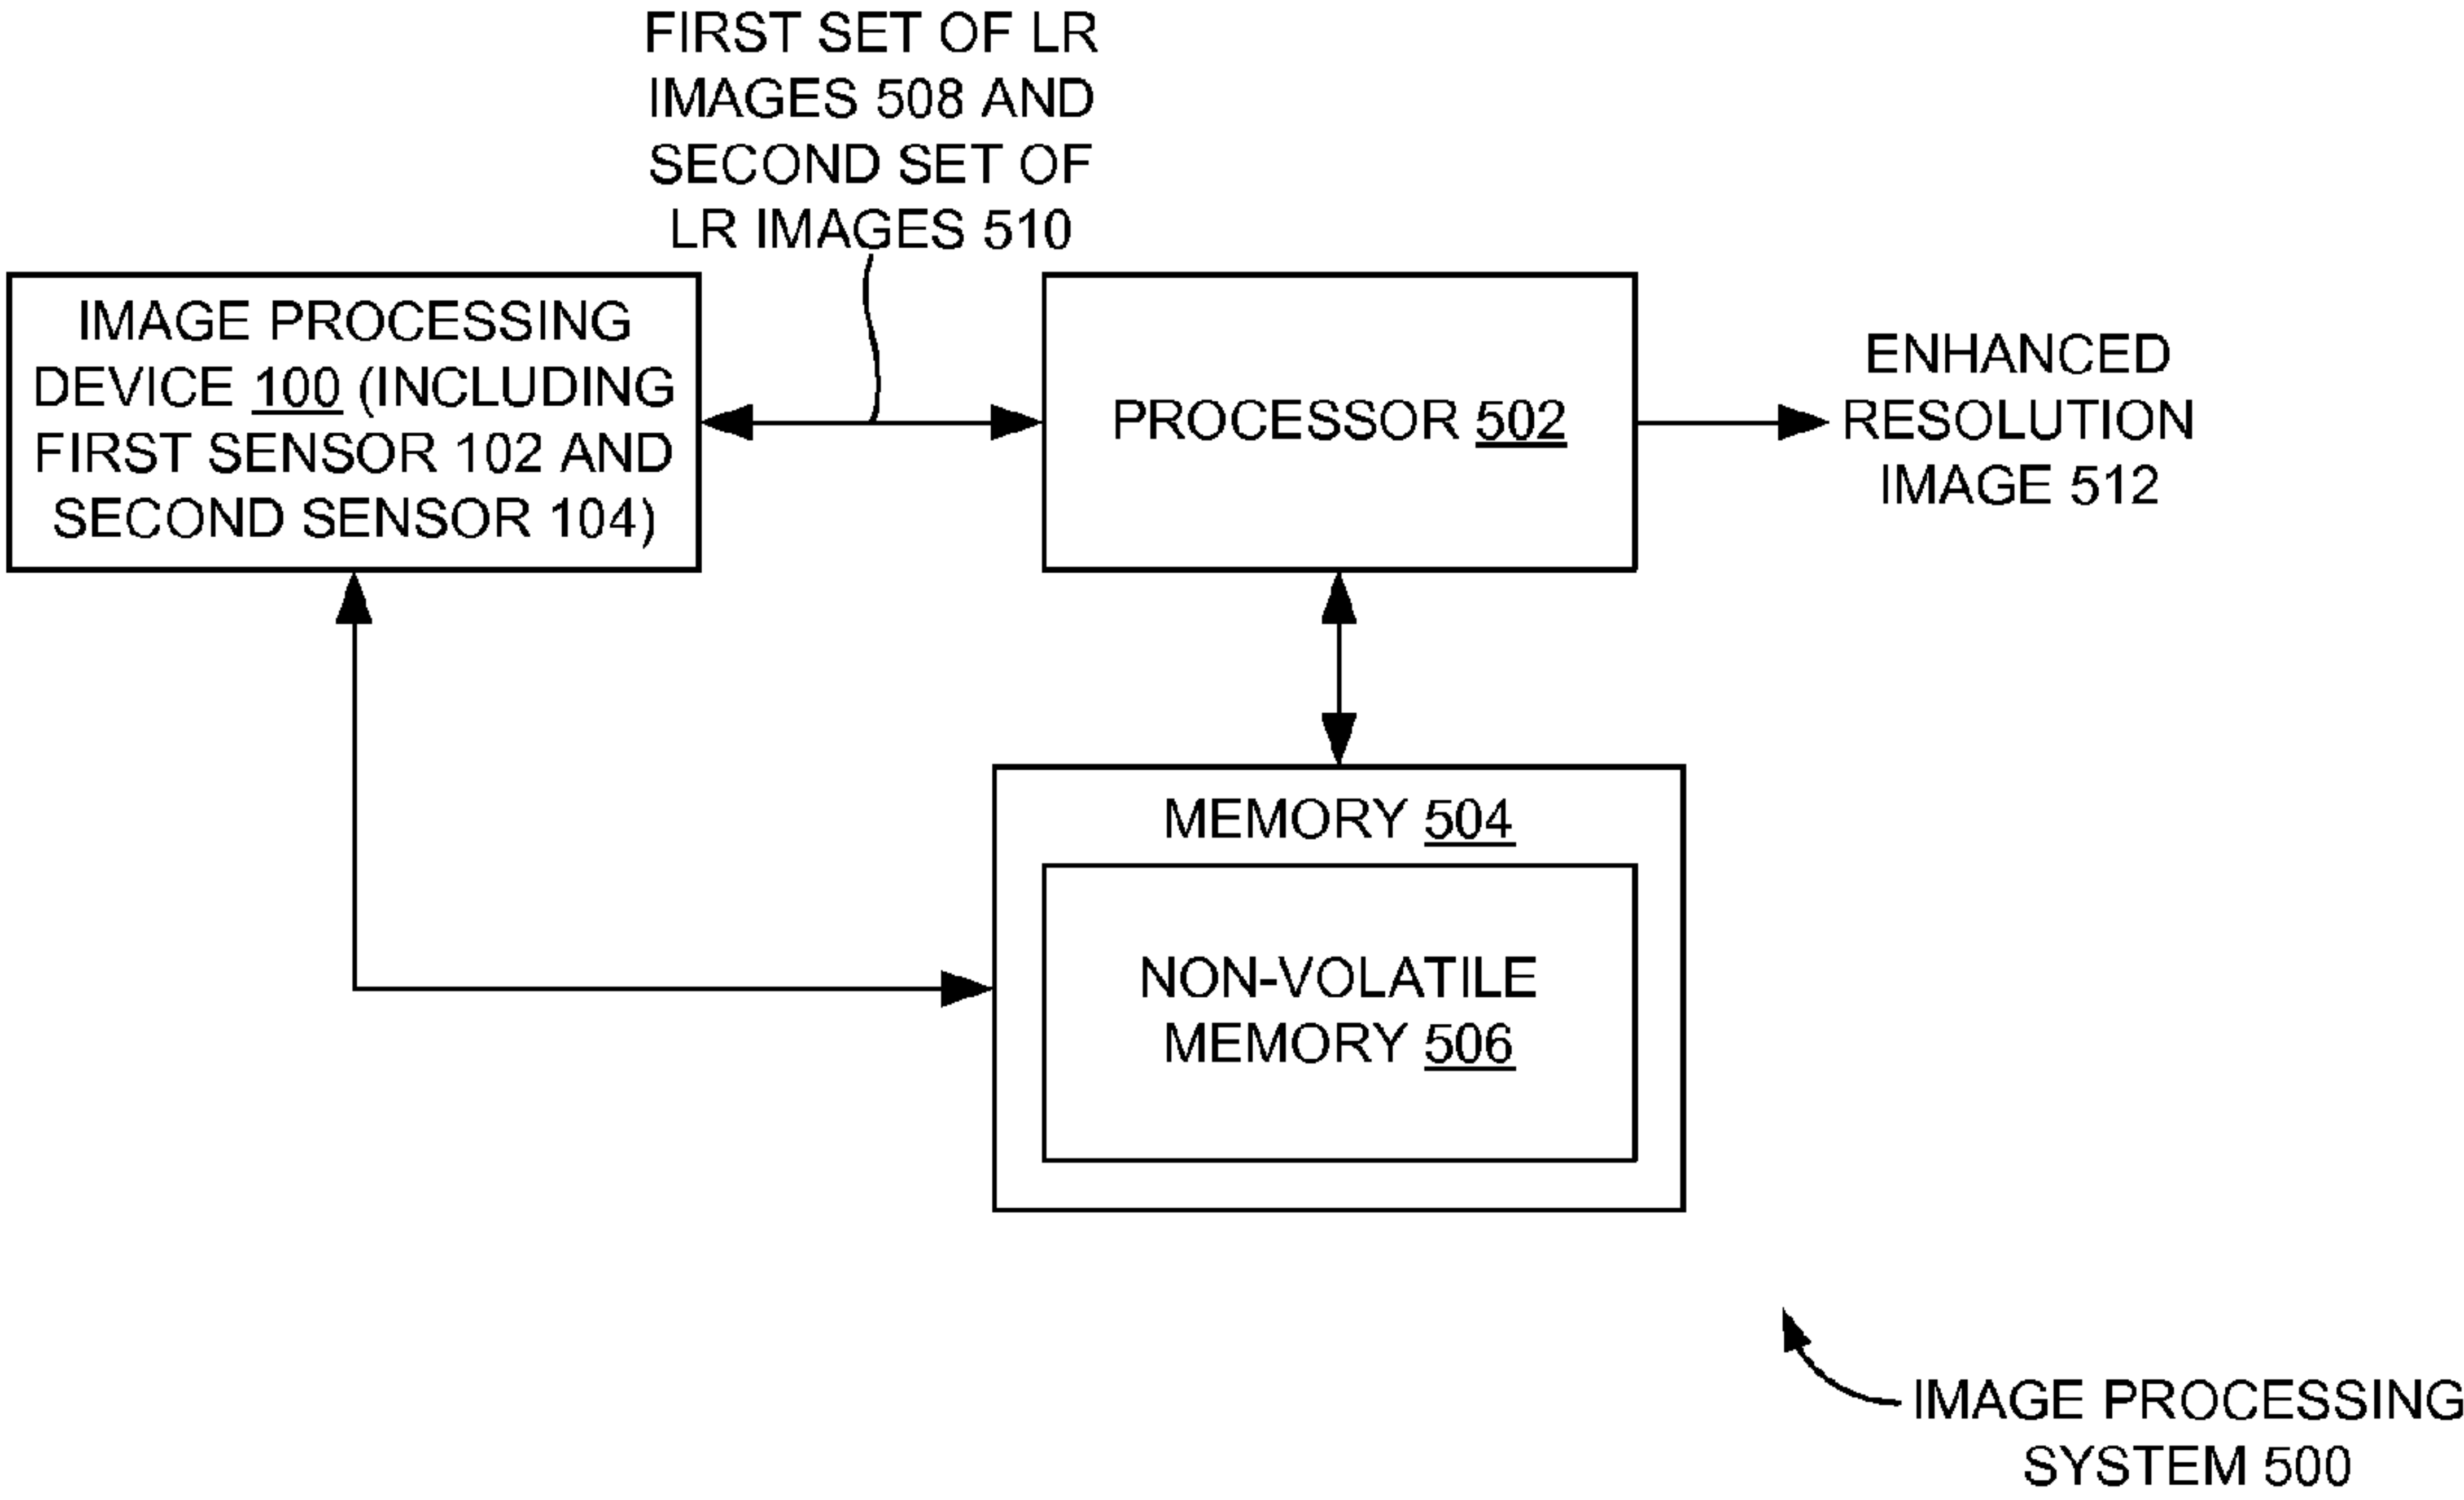 FIRST SET OF LR
IMAGES 508 AND
SECOND SET OF
LR IMAGES 510
IMAGE PROCESSING
DEVICE 100 (INCLUDING
FIRST SENSOR 102 AND
SECOND SENSOR 104)
PROCESSOR 502
ENHANCED
RESOLUTION
IMAGE 512
MEMORY 504
NON-VOLATILE
MEMORY 506
IMAGE PROCESSING
SYSTEM 500